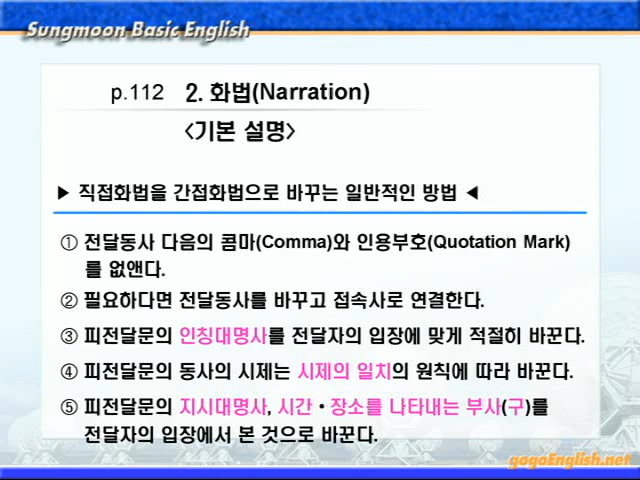 Sungmoon Basic English
p.112 2. 화법(Narration)
<기본 설명>
▶ 직접화법을 간접화법으로 바꾸는 일반적인 방법 ◀
① 전달동사 다음의 콤마(Comma)와 인용부호(Quotation Mark)
를 없앤다.
② 필요하다면 전달동사를 바꾸고 접속사로 연결한다.
③ 피전달문의 인칭대명사를 전달자의 입장에 맞게 적절히 바꾼다.
④ 피전달문의 동사의 시제는 시제의 일치의 원칙에 따라 바꾼다.
⑤ 피전달문의 지시대명사, 시간·장소를 나타내는 부사(구)를
전달자의 입장에서 본 것으로 바꾼다.
gogoEnglish.net